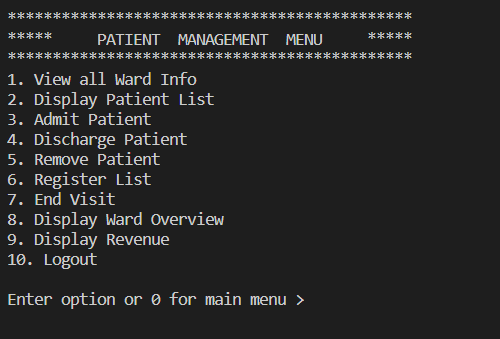 *********************************************
***** PATIENT MANAGEMENT MENU *****
*********************************************
1. View all Ward Info
2. Display Patient List
3. Admit Patient
4. Discharge Patient
5. Remove Patient
6. Register List
7. End Visit
8. Display Ward Overview
9. Display Revenue
10. Logout
Enter option or 0 for main menu >